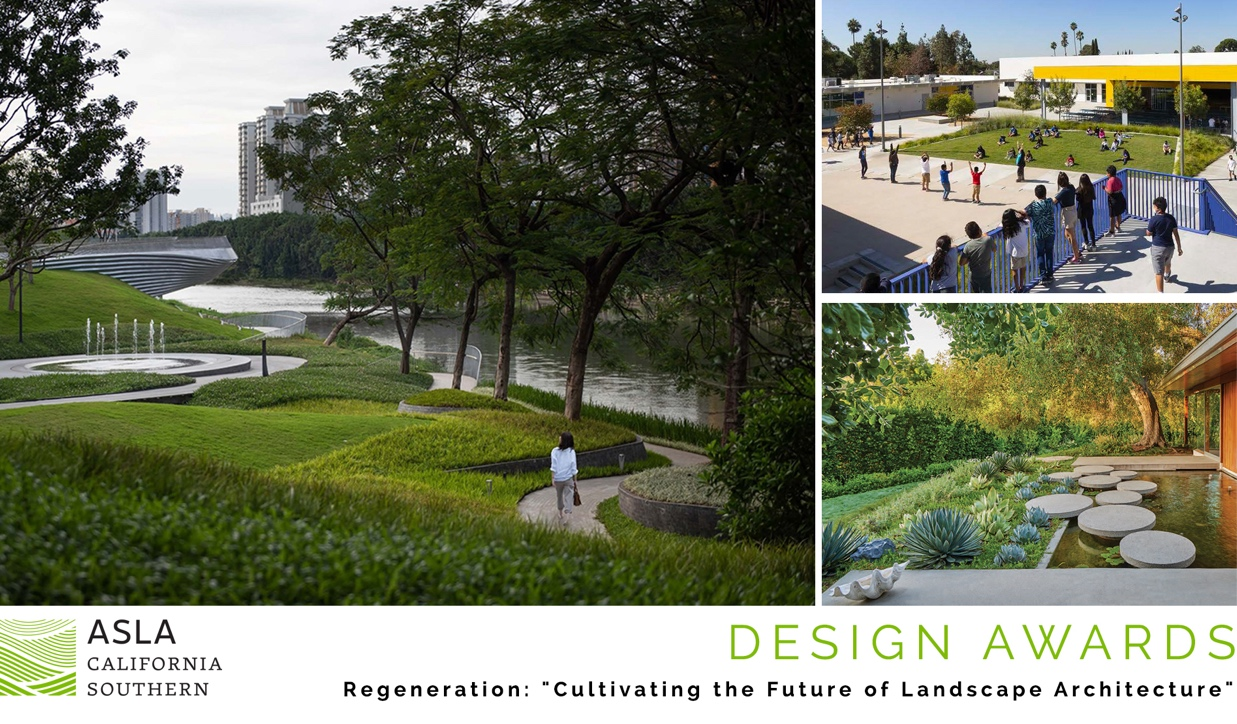 ASLA
CALIFORNIA
SOUTHERN
DESIGN AWARDS
Regeneration: "Cultivating the Future of Landscape Architecture"